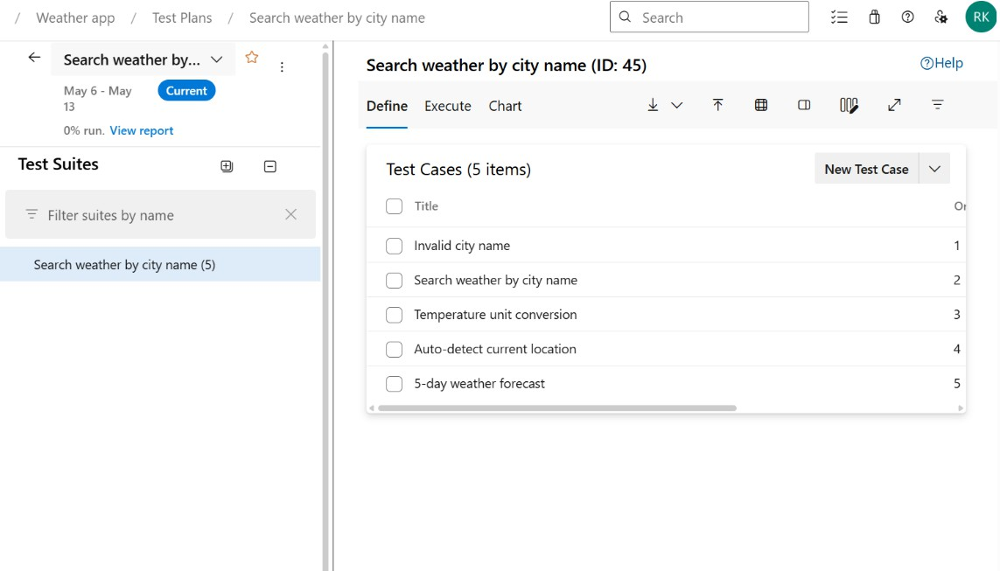 / Weather app / Test Plans / Search weather by city name
Search
RK
Search weather by...
May 6 - May
13
Current
0% run. View report
Test Suites
Filter suites by name
Search weather by city name (5)
Search weather by city name (ID: 45)
Help
Define Execute Chart
Test Cases (5 items)
New Test Case
Title Or
Invalid city name 1
Search weather by city name 2
Temperature unit conversion 3
Auto-detect current location 4
5-day weather forecast 5